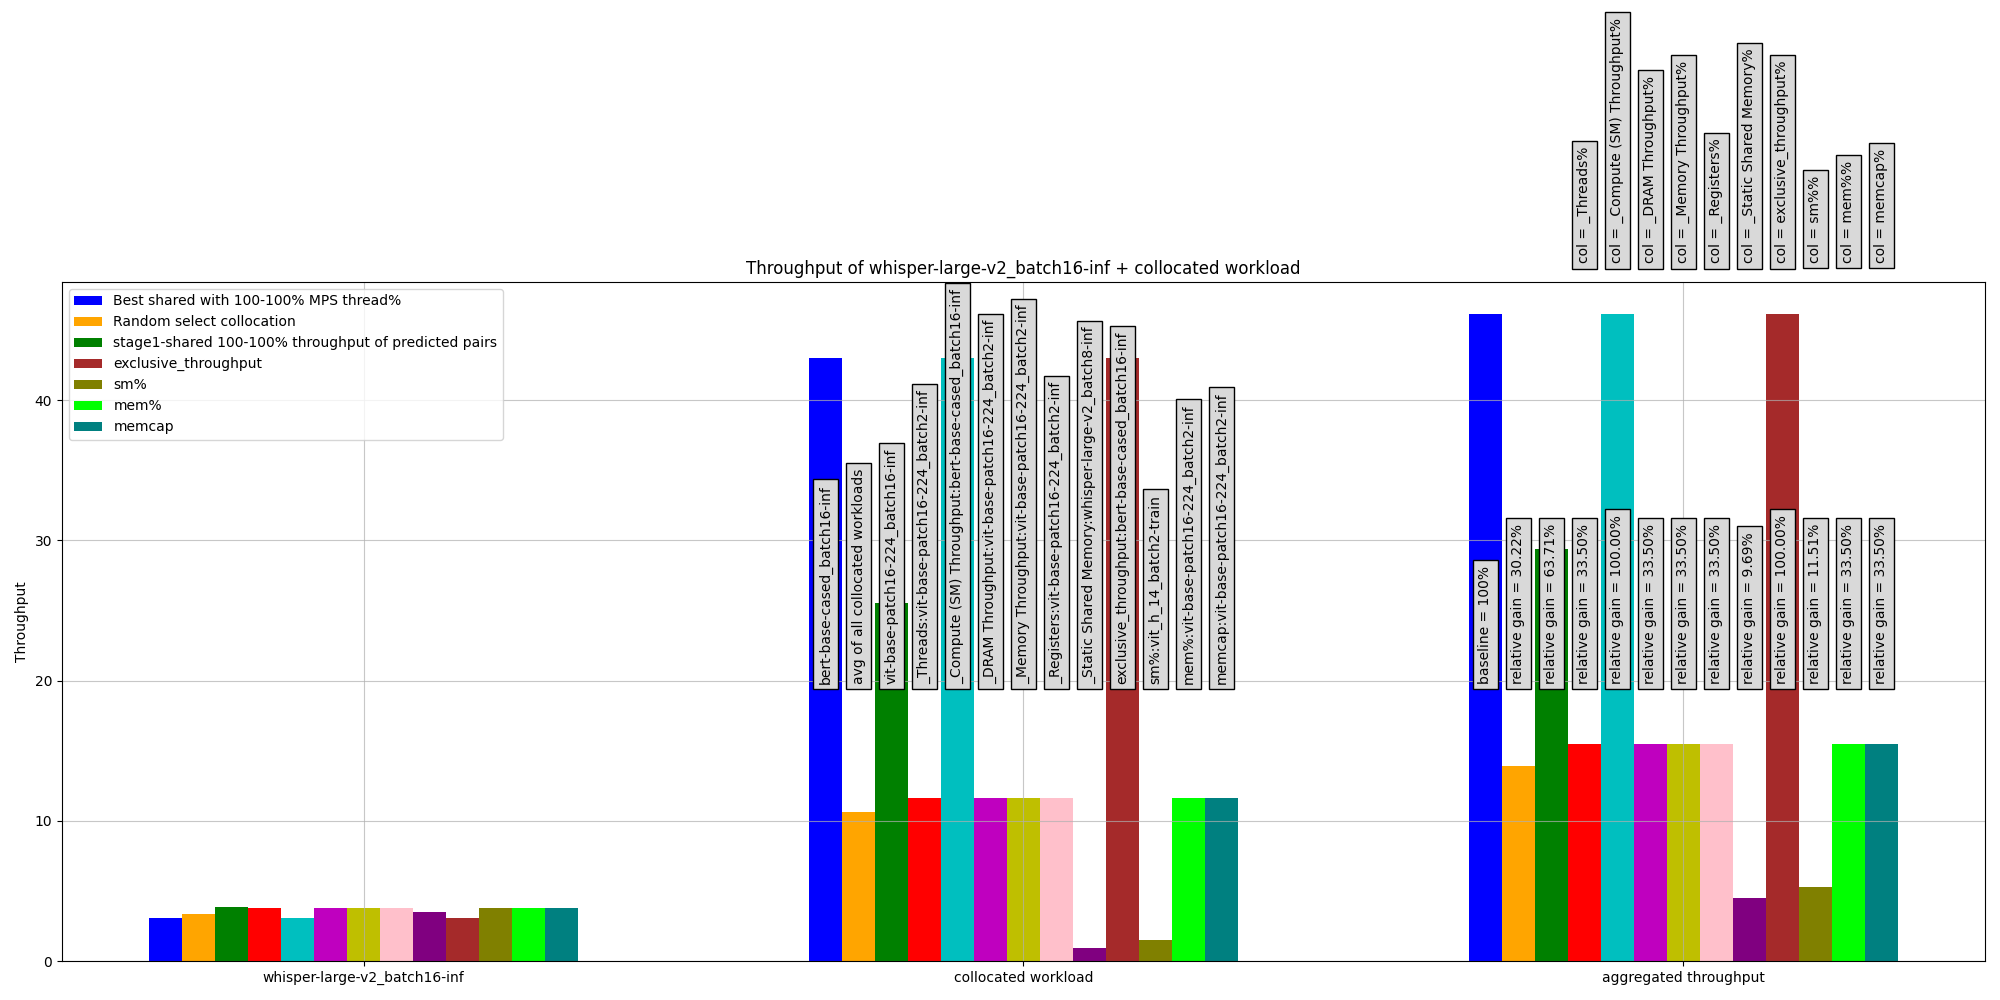 col = _Threads%
col = _Compute (SM) Throughput%
col = _DRAM Throughput%
col = _Memory Throughput%
col = _Registers%
col = _Static Shared Memory%
col = exclusive_throughput%
col = sm%%
col = mem%%
col = memcap%
Throughput of whisper-large-v2_batch16-inf + collocated workload
Best shared with 100-100% MPS thread%
Random select collocation
stage1-shared 100-100% throughput of predicted pairs
exclusive_throughput
sm%
mem%
memcap
Throughput
40
30
20
10
0
bert-base-cased_batch16-inf
avg of all collocated workloads
vit-base-patch16-224_batch16-inf
_Threads:vit-base-patch16-224_batch2-inf
_Compute (SM) Throughput:bert-base-cased_batch16-inf
_DRAM Throughput:vit-base-patch16-224_batch2-inf
_Memory Throughput:vit-base-patch16-224_batch2-inf
_Registers:vit-base-patch16-224_batch2-inf
_Static Shared Memory:whisper-large-v2_batch8-inf
exclusive_throughput:bert-base-cased_batch16-inf
sm%:vit_h_14_batch2-train
mem%:vit-base-patch16-224_batch2-inf
memcap:vit-base-patch16-224_batch2-inf
baseline = 100%
relative gain = 30.22%
relative gain = 63.71%
relative gain = 33.50%
relative gain = 100.00%
relative gain = 33.50%
relative gain = 33.50%
relative gain = 33.50%
relative gain = 9.69%
relative gain = 100.00%
relative gain = 11.51%
relative gain = 33.50%
relative gain = 33.50%
whisper-large-v2_batch16-inf
collocated workload
aggregated throughput